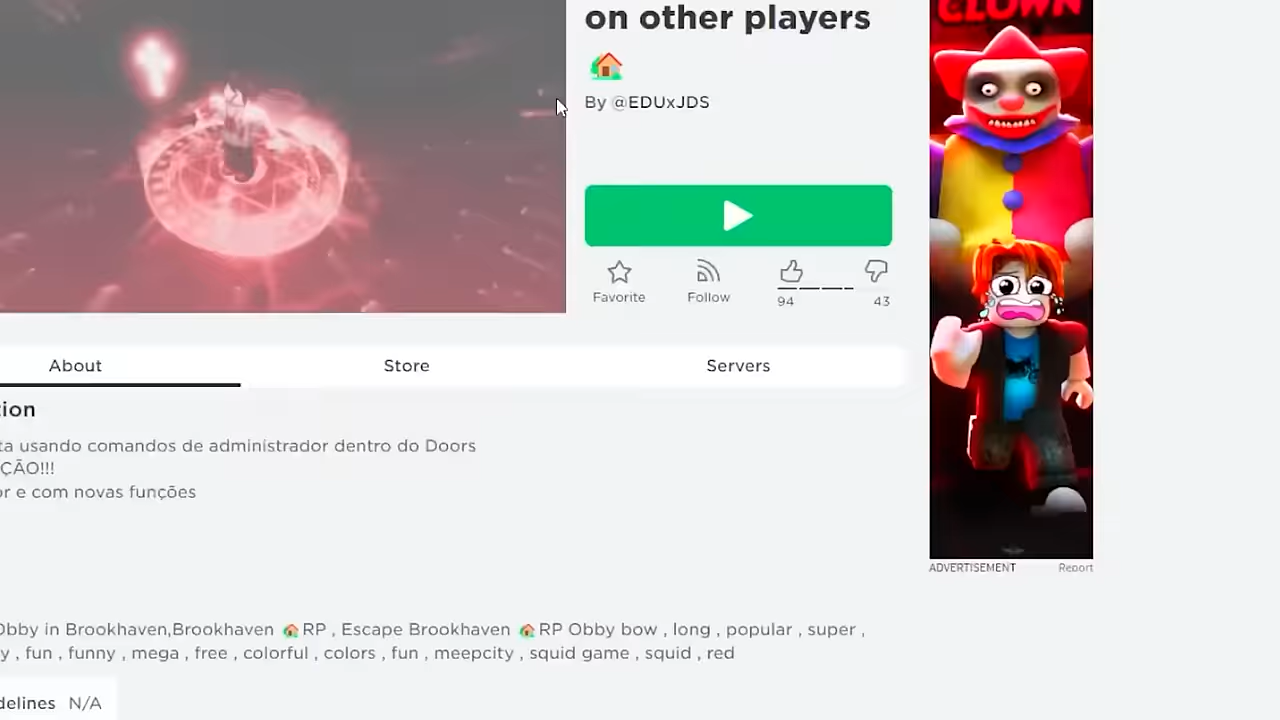 on other players
By @EDUxJDS
CLOWN
Favorite
Follow
94
43
About
Store
Servers
tion
ta usando comandos de administrador dentro do Doors
ÇÃO!!!
or e com novas funções
ADVERTISEMENT
Report
Obby in Brookhaven,Brookhaven 🏠RP , Escape Brookhaven 🏠RP Obby bow , long , popular , super ,
y , fun , funny , mega , free , colorful , colors , fun , meepcity , squid game , squid , red
delines N/A